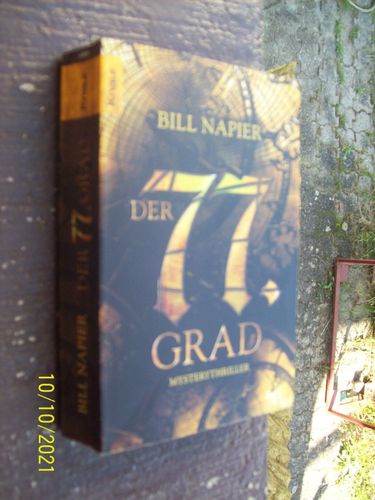 BILL NAPIER
DER
77.
GRAD
MYSTERYTHRILLER
BILL NAPIER DER 77. GRAD
10/10/2021